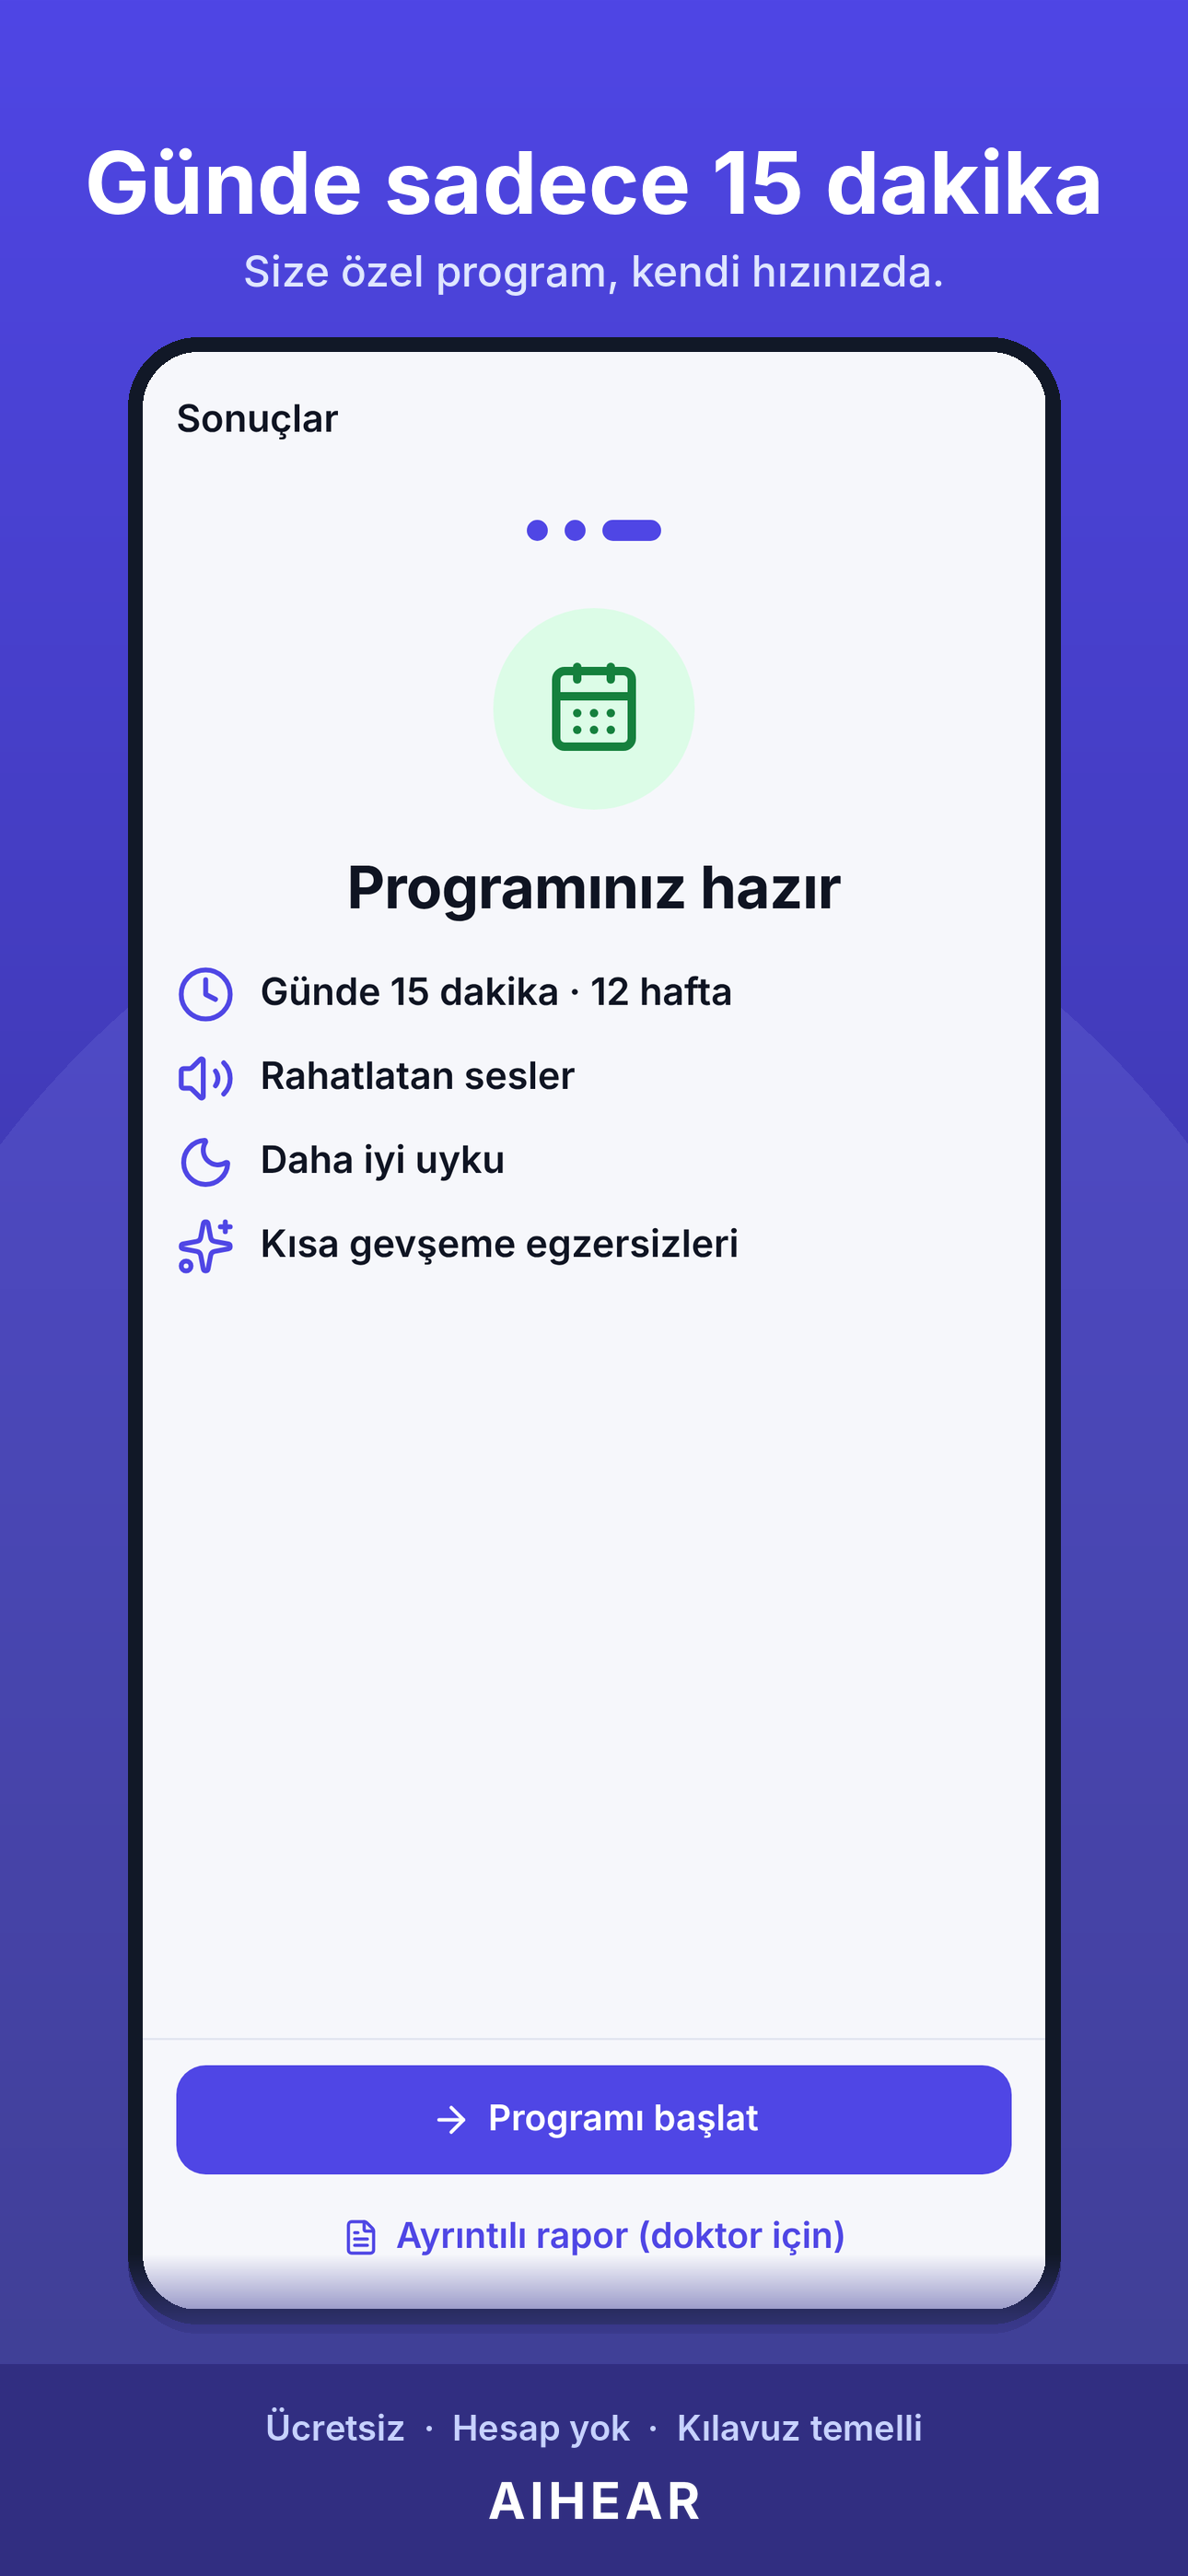 Günde sadece 15 dakika
Size özel program, kendi hızınızda.
Sonuçlar
Programınız hazır
Günde 15 dakika · 12 hafta
Rahatlatan sesler
Daha iyi uyku
Kısa gevşeme egzersizleri
Programı başlat
Ayrıntılı rapor (doktor için)
Ücretsiz · Hesap yok · Kılavuz temelli
AIHEAR